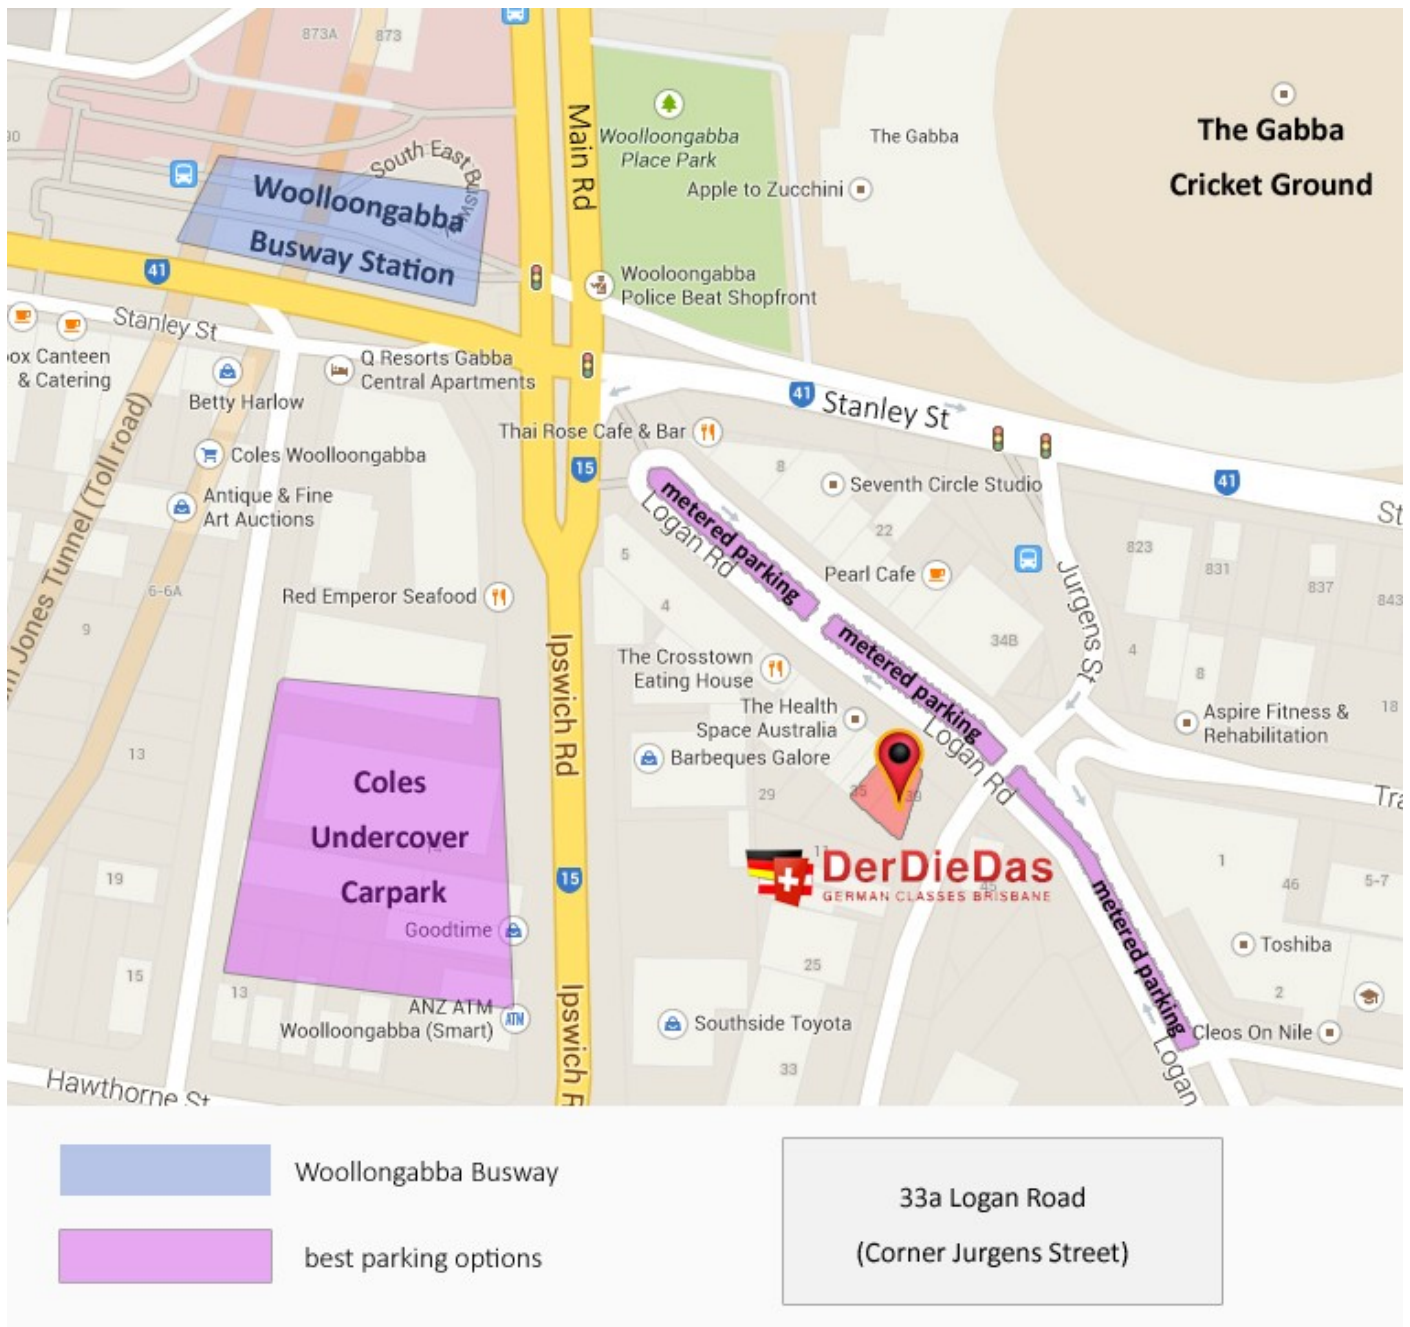 873A
873
Main Rd
Woolloongabba
Place Park
The Gabba
The Gabba
Cricket Ground
South East Bu
Apple to Zucchini
Woolloongabba
Busway Station
41
Wooloongabba
Police Beat Shopfront
Stanley St
ox Canteen
& Catering
Betty Harlow
Q Resorts Gabba
Central Apartments
41
Stanley St
Thai Rose Cafe & Bar
Coles Woolloongabba
15
8
Seventh Circle Studio
41
St
Antique & Fine
Art Auctions
metered parking
Logan Rd
22
823
831
837
843
m Jones Tunnel (Toll road)
5
Pearl Cafe
Jurgens St
6-6A
Red Emperor Seafood
4
9
Ipswich Rd
metered parking
34B
4
8
The Crosstown
Eating House
The Health
Space Australia
Logan Rd
18
Aspire Fitness &
Rehabilitation
13
Barbeques Galore
29
35
39
Tra
Coles
Undercover
Carpark
11
DerDieDas
GERMAN CLASSES BRISBANE
45
1
46
5-7
19
15
metered parking
Goodtime
Toshiba
15
13
25
2
ANZ ATM
Woolloongabba (Smart)
ATM
Ipswich R
Southside Toyota
Cleos On Nile
33
Logan
Hawthorne St
Woollongabba Busway
best parking options
33a Logan Road
(Corner Jurgens Street)